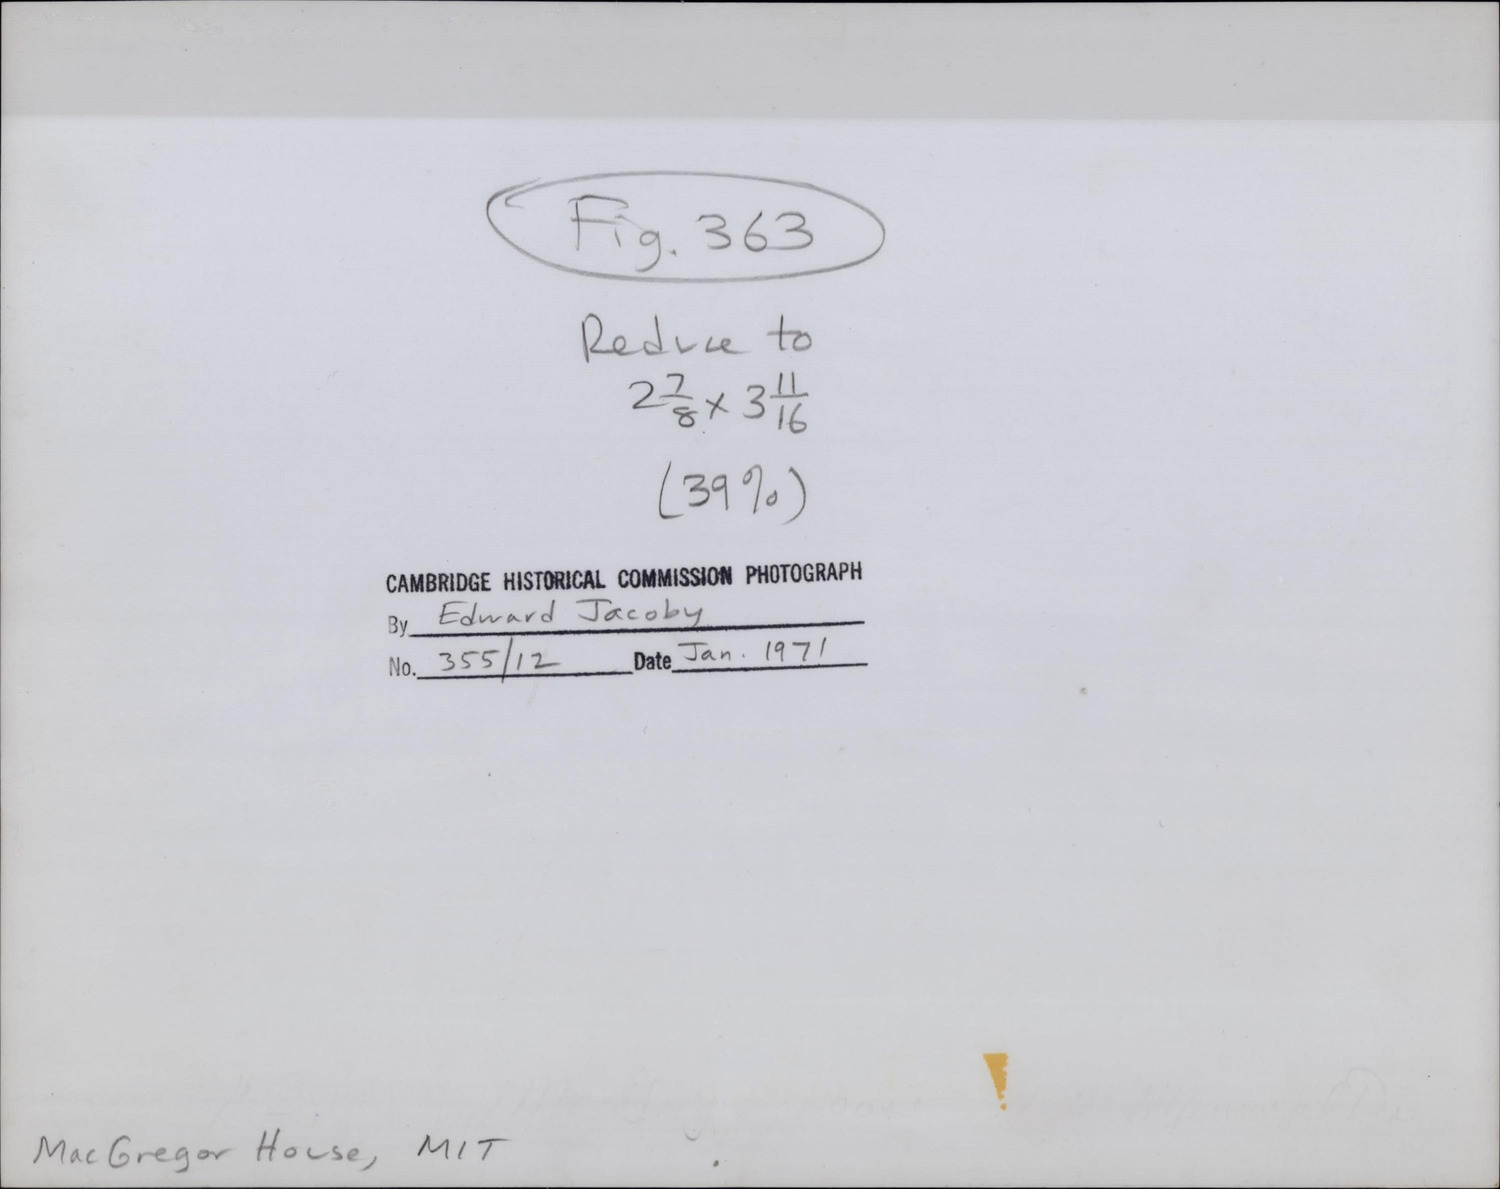 Fig. 363
Reduce to
2 7/8 x 3 11/16
(39%)
CAMBRIDGE HISTORICAL COMMISSION PHOTOGRAPH
By Edward Jacoby
No. 355/12 Date Jan. 1971
MacGregor House, MIT